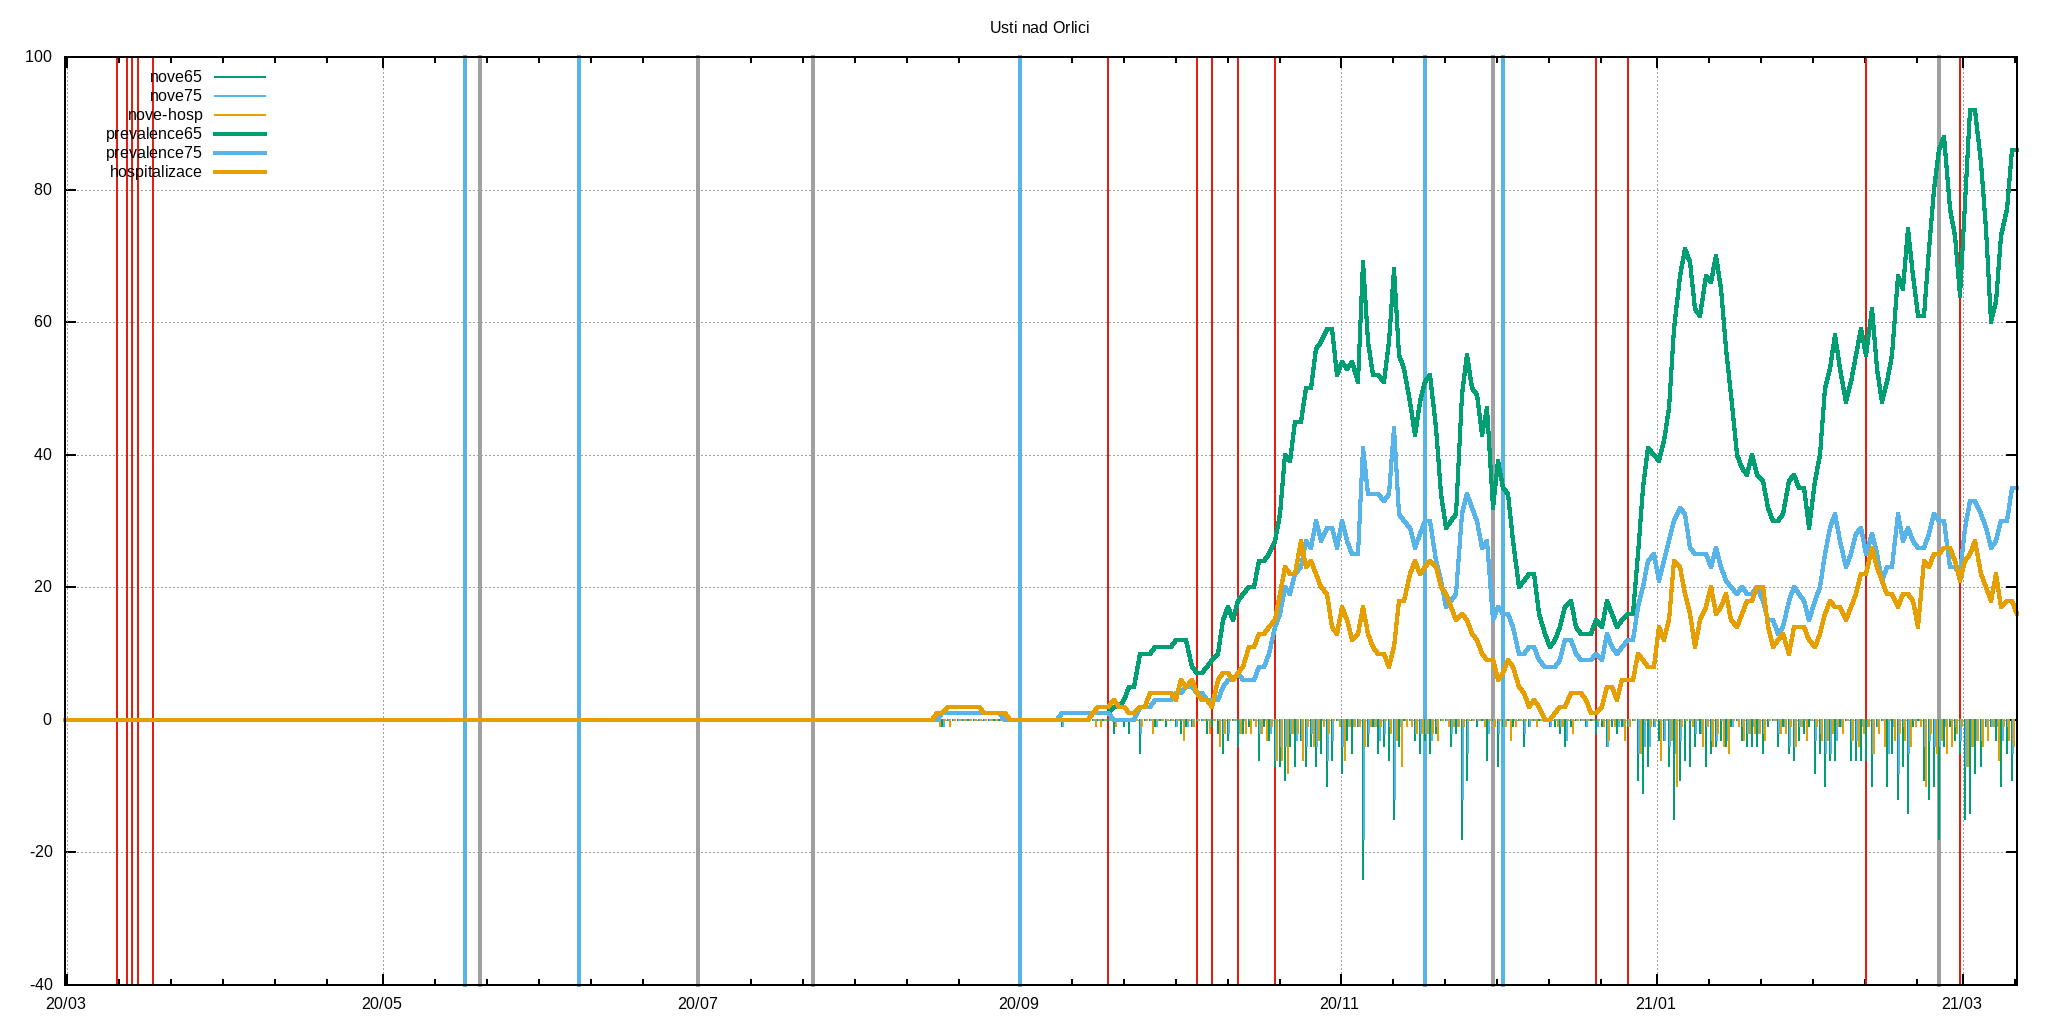 Usti nad Orlici
100
80
60
40
20
0
-20
-40
nove65
nove75
nove-hosp
prevalence65
prevalence75
hospitalizace
20/03 20/05 20/07 20/09 20/11 21/01 21/03